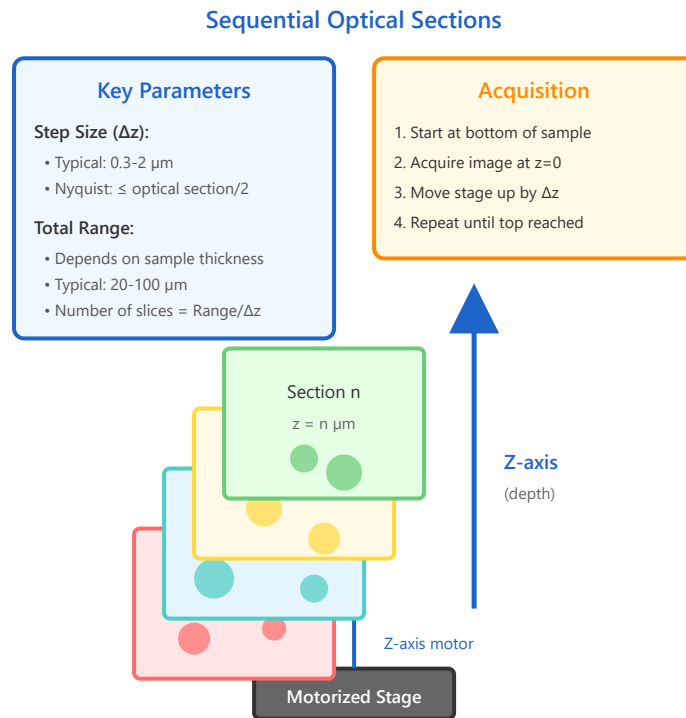 Sequential Optical Sections
Key Parameters
Step Size (Δz):
• Typical: 0.3-2 μm
• Nyquist: ≤ optical section/2
Total Range:
• Depends on sample thickness
• Typical: 20-100 μm
• Number of slices = Range/Δz
Acquisition
1. Start at bottom of sample
2. Acquire image at z=0
3. Move stage up by Δz
4. Repeat until top reached
Section n
z = n μm
Z-axis
(depth)
Z-axis motor
Motorized Stage